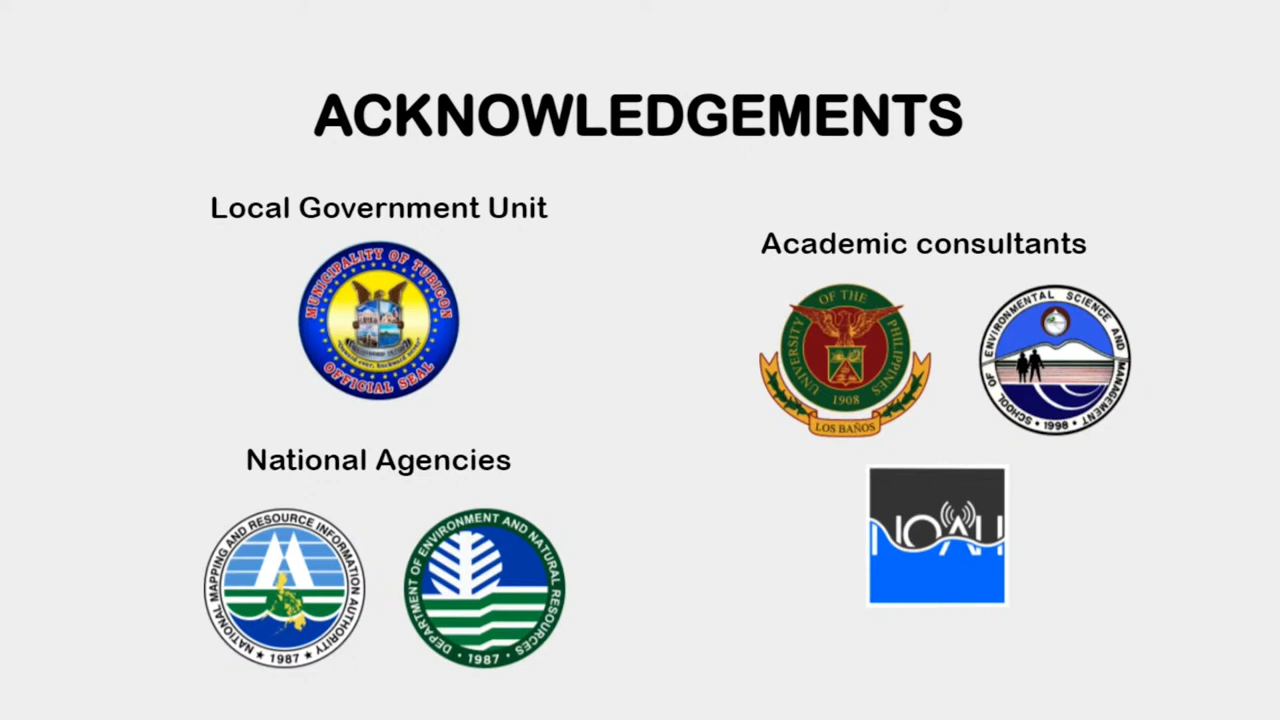 ACKNOWLEDGEMENTS
Local Government Unit
MUNICIPALITY OF TUBIGON
OFFICIAL SEAL
Academic consultants
UNIVERSITY OF THE PHILIPPINES
1908
LOS BAÑOS
SCHOOL OF ENVIRONMENTAL SCIENCE AND MANAGEMENT
1998
NOAH
National Agencies
NATIONAL MAPPING AND RESOURCE INFORMATION AUTHORITY
★ 1987 ★
DEPARTMENT OF ENVIRONMENT AND NATURAL RESOURCES
1987